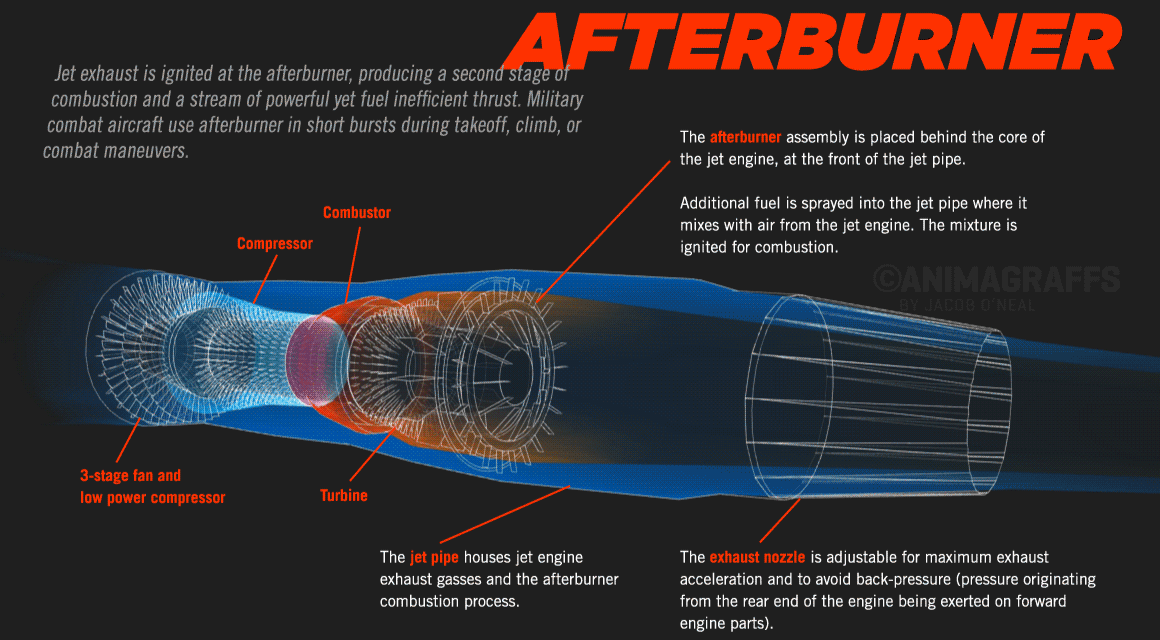 AFTERBURNER
Jet exhaust is ignited at the afterburner, producing a second stage of
combustion and a stream of powerful yet fuel inefficient thrust. Military
combat aircraft use afterburner in short bursts during takeoff, climb, or
combat maneuvers.
The afterburner assembly is placed behind the core of
the jet engine, at the front of the jet pipe.
Additional fuel is sprayed into the jet pipe where it
mixes with air from the jet engine. The mixture is
ignited for combustion.
Combustor
Compressor
©ANIMAGRAFFS
BY JACOB O'NEAL
3-stage fan and
low power compressor
Turbine
The jet pipe houses jet engine
exhaust gasses and the afterburner
combustion process.
The exhaust nozzle is adjustable for maximum exhaust
acceleration and to avoid back-pressure (pressure originating
from the rear end of the engine being exerted on forward
engine parts).